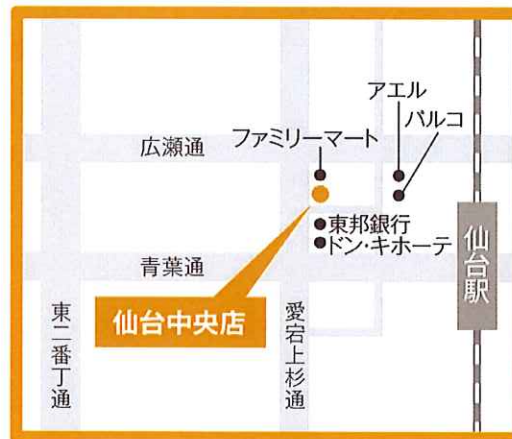 アエル
パルコ
ファミリーマート
広瀬通
東邦銀行
ドン・キホーテ
青葉通
仙台駅
仙台中央店
東二番丁通
愛宕上杉通